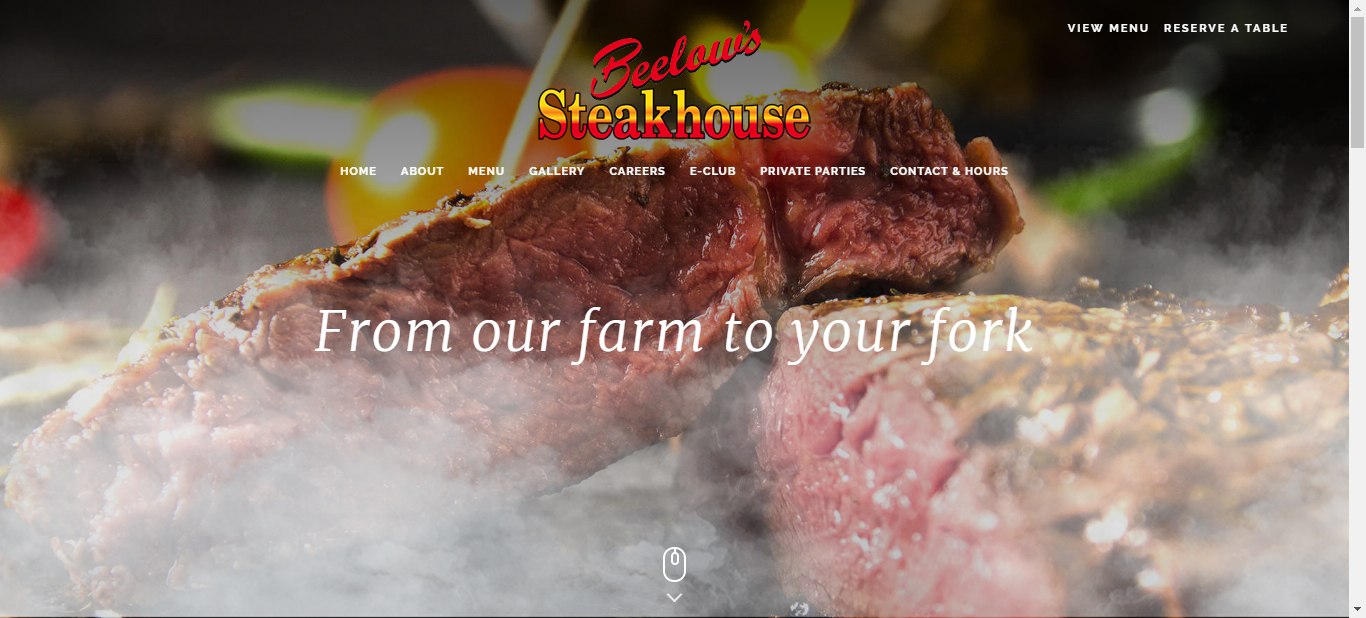 VIEW MENU RESERVE A TABLE
Beelow's
Steakhouse
HOME ABOUT MENU GALLERY CAREERS E-CLUB PRIVATE PARTIES CONTACT & HOURS
From our farm to your fork